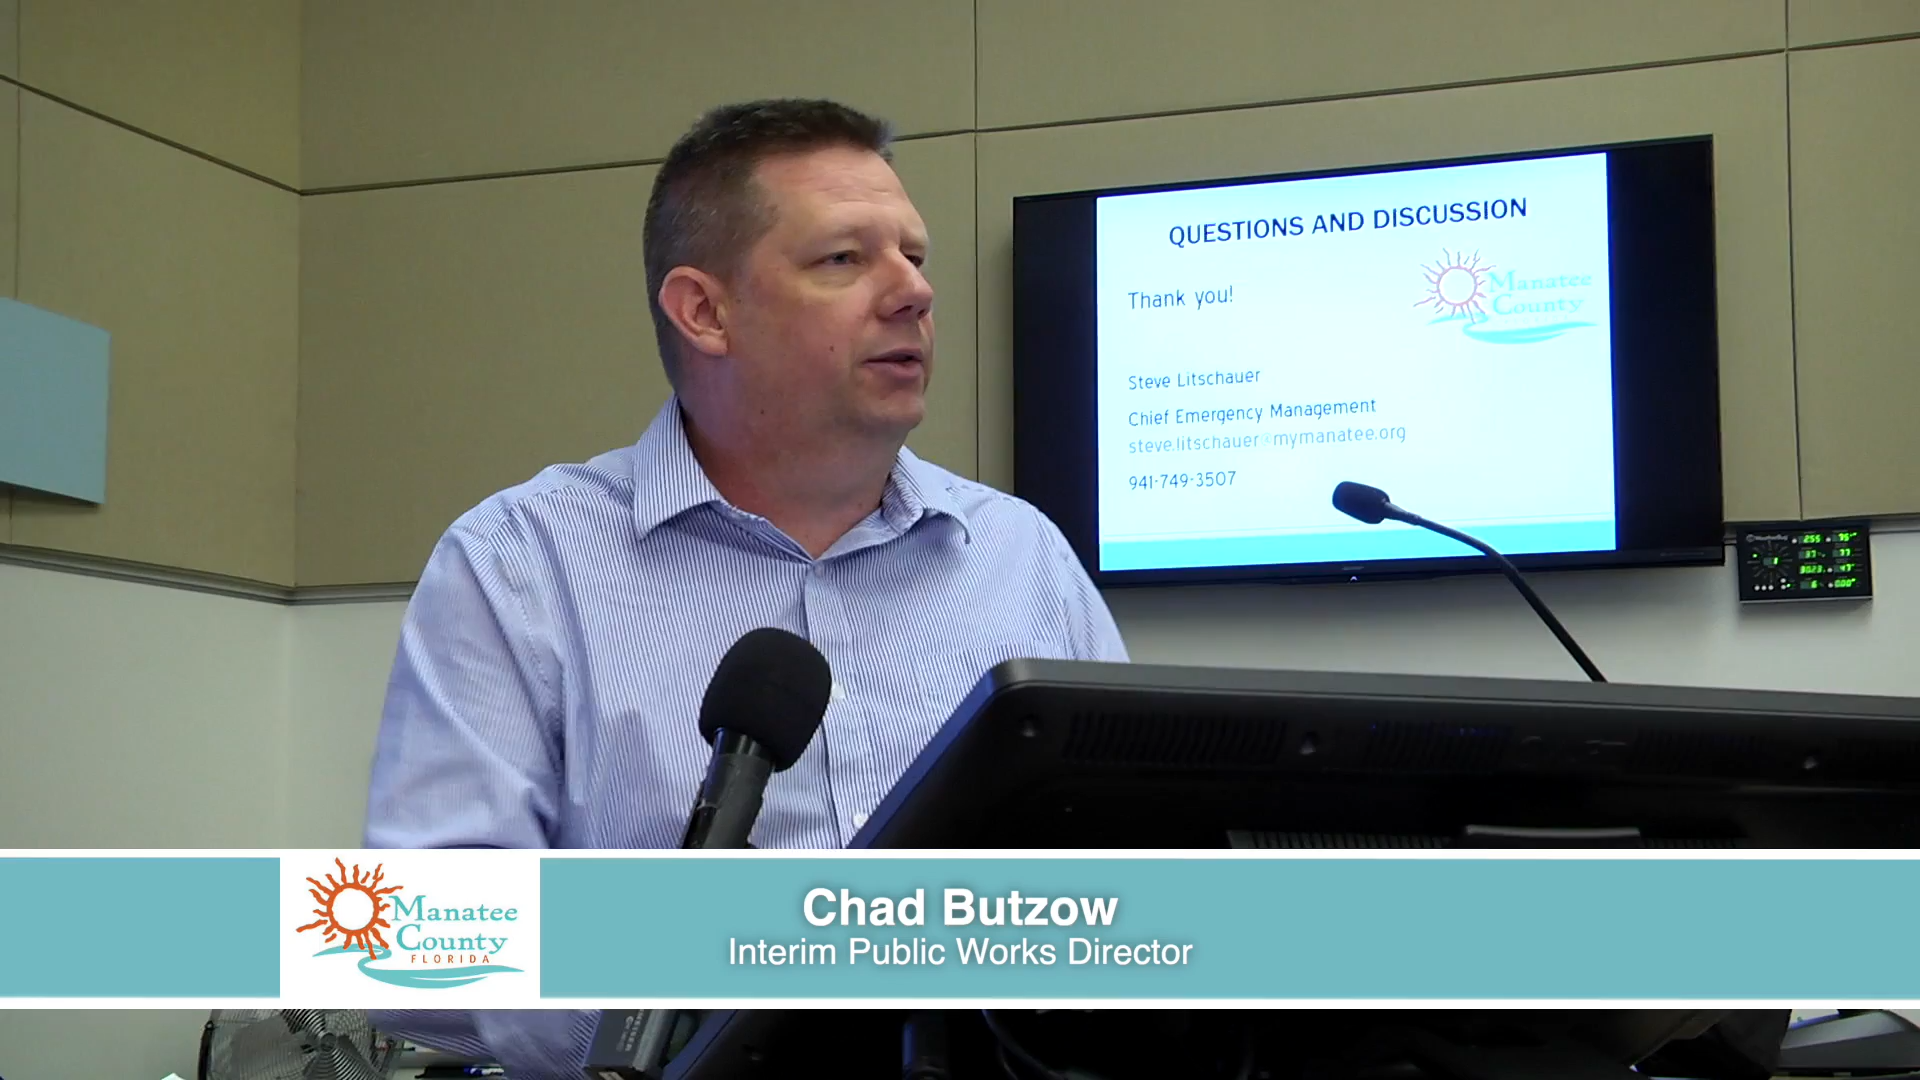 QUESTIONS AND DISCUSSION
Manatee
County
Thank you!
Steve Litschauer
Chief Emergency Management
steve.litschauer@mymanatee.org
941-749-3507
Manatee
County
FLORIDA
Chad Butzow
Interim Public Works Director